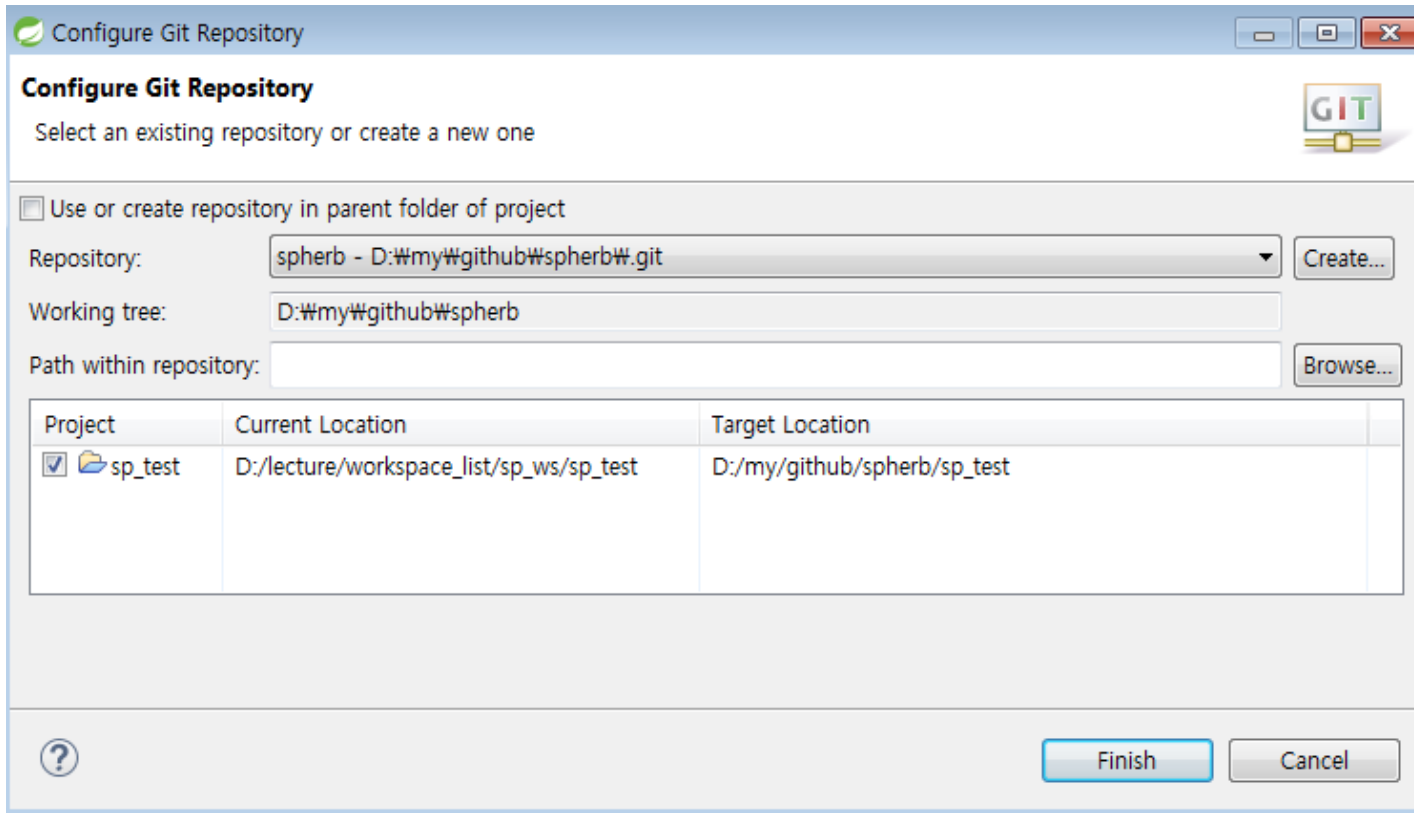 Configure Git Repository
Configure Git Repository
Select an existing repository or create a new one
GIT
Use or create repository in parent folder of project
Repository: spherb - D:₩my₩github₩spherb₩.git Create...
Working tree: D:₩my₩github₩spherb
Path within repository: Browse...
Project Current Location Target Location
sp_test D:/lecture/workspace_list/sp_ws/sp_test D:/my/github/spherb/sp_test
?
Finish Cancel